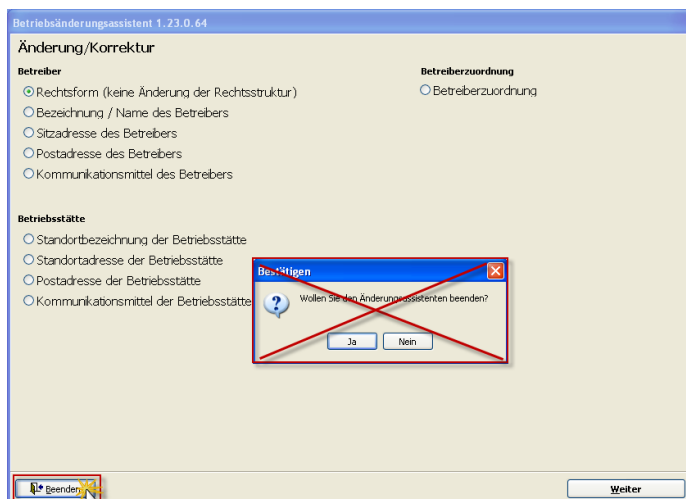 Betriebsänderungsassistent 1.23.0.64
Änderung/Korrektur
Betreiber
Rechtsform (keine Änderung der Rechtsstruktur)
Bezeichnung / Name des Betreibers
Sitzadresse des Betreibers
Postadresse des Betreibers
Kommunikationsmittel des Betreibers
Betreiberzuordnung
Betreiberzuordnung
Betriebsstätte
Standortbezeichnung der Betriebsstätte
Standortadresse der Betriebsstätte
Postadresse der Betriebsstätte
Kommunikationsmittel der Betriebsstätte
Bestätigen
Wollen Sie den Änderungsassistenten beenden?
Ja
Nein
Beenden
Weiter